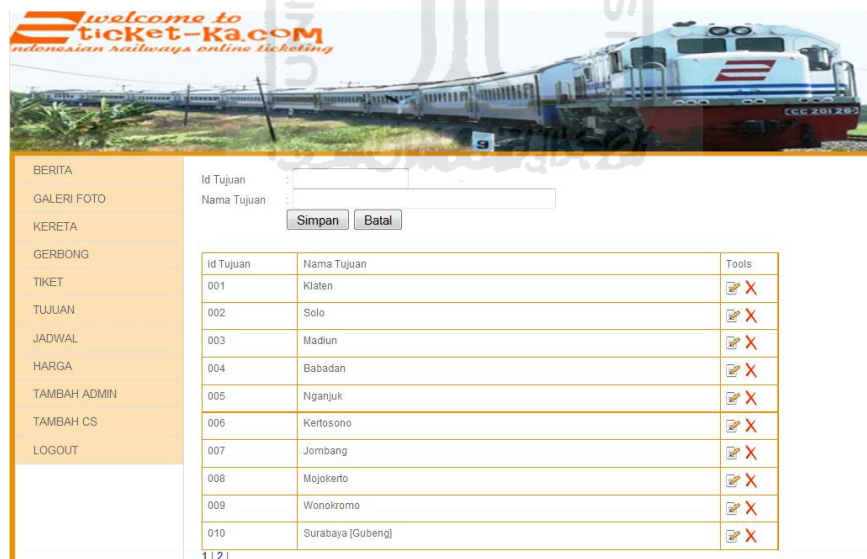 welcome to
eticket-Ka.coM
indonesian railways online ticketing
CC 201 26
9
BERITA
GALERI FOTO
KERETA
GERBONG
TIKET
TUJUAN
JADWAL
HARGA
TAMBAH ADMIN
TAMBAH CS
LOGOUT
Id Tujuan :
Nama Tujuan :
Simpan Batal
id Tujuan Nama Tujuan Tools
001 Klaten
002 Solo
003 Madiun
004 Babadan
005 Nganjuk
006 Kertosono
007 Jombang
008 Mojokerto
009 Wonokromo
010 Surabaya [Gubeng]
1 | 2 |